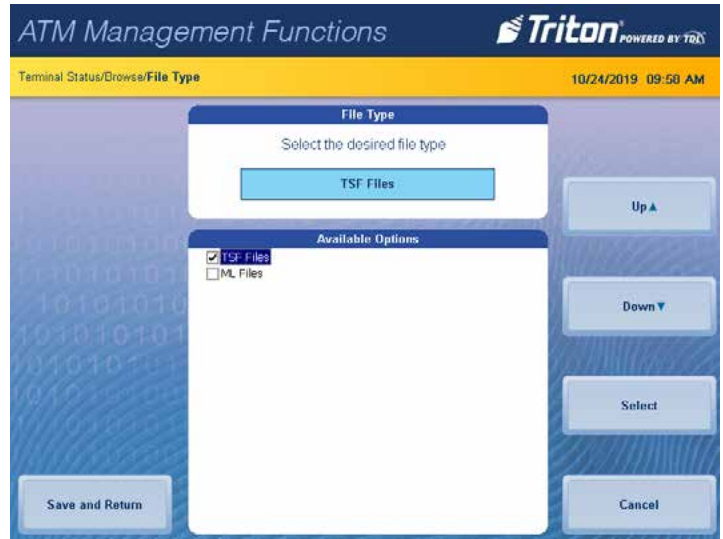 ATM Management Functions
Triton POWERED BY TDL
Terminal Status/Browse/File Type
10/24/2019 09:58 AM
File Type
Select the desired file type
TSF Files
Up▲
Available Options
TSF Files
ML Files
Down▼
Select
Save and Return
Cancel